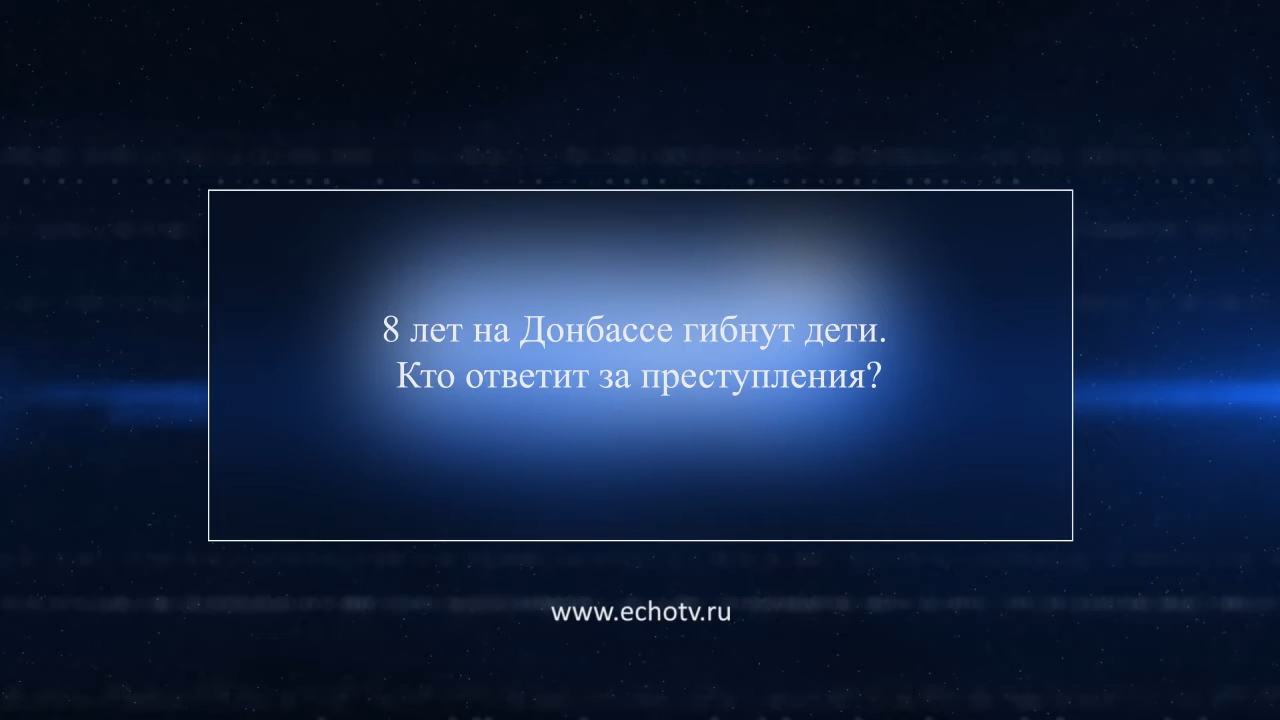 8 лет на Донбассе гибнут дети.
Кто ответит за преступления?
www.echotv.ru